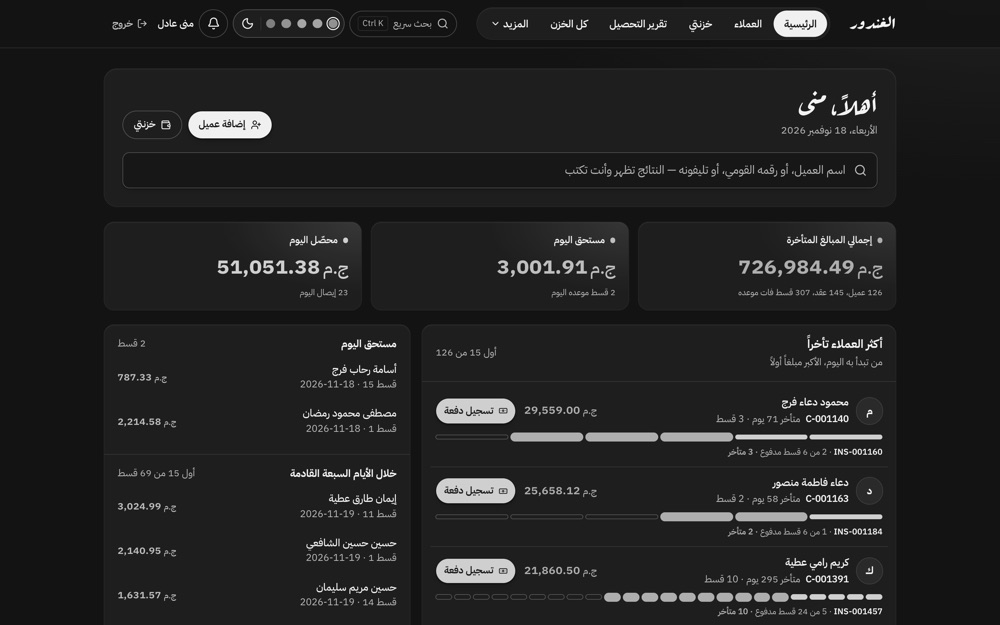 الغندور
الرئيسية
العملاء
خزنتي
تقرير التحصيل
كل الخزن
المزيد
بحث سريع Ctrl K
منى عادل
خروج
أهلاً، منى
الأربعاء، 18 نوفمبر 2026
إضافة عميل
خزنتي
اسم العميل، أو رقمه القومي، أو تليفونه — النتائج تظهر وأنت تكتب
إجمالي المبالغ المتأخرة
726,984.49 ج.م
126 عميل، 145 عقد، 307 قسط فات موعده
مستحق اليوم
3,001.91 ج.م
2 قسط موعده اليوم
محصّل اليوم
51,051.38 ج.م
23 إيصال اليوم
أكثر العملاء تأخراً
من تبدأ به اليوم، الأكبر مبلغاً أولاً
أول 15 من 126
م
محمود دعاء فرج
C-001140 متأخر 71 يوم · 3 قسط
29,559.00 ج.م
تسجيل دفعة
INS-001160 · 2 من 6 قسط مدفوع · 3 متأخر
د
دعاء فاطمة منصور
C-001163 متأخر 58 يوم · 2 قسط
25,658.12 ج.م
تسجيل دفعة
INS-001184 · 1 من 6 قسط مدفوع · 2 متأخر
ك
كريم رامي عطية
C-001391 متأخر 295 يوم · 10 قسط
21,860.50 ج.م
تسجيل دفعة
INS-001457 · 5 من 24 قسط مدفوع · 10 متأخر
مستحق اليوم
2 قسط
أسامة رحاب فرج
قسط 15 · 2026-11-18
787.33 ج.م
مصطفى محمود رمضان
قسط 1 · 2026-11-18
2,214.58 ج.م
خلال الأيام السبعة القادمة
أول 15 من 69 قسط
إيمان طارق عطية
قسط 11 · 2026-11-19
3,024.99 ج.م
حسين حسين الشافعي
قسط 1 · 2026-11-19
2,140.95 ج.م
حسين مريم سليمان
قسط 14 · 2026-11-19
1,631.57 ج.م